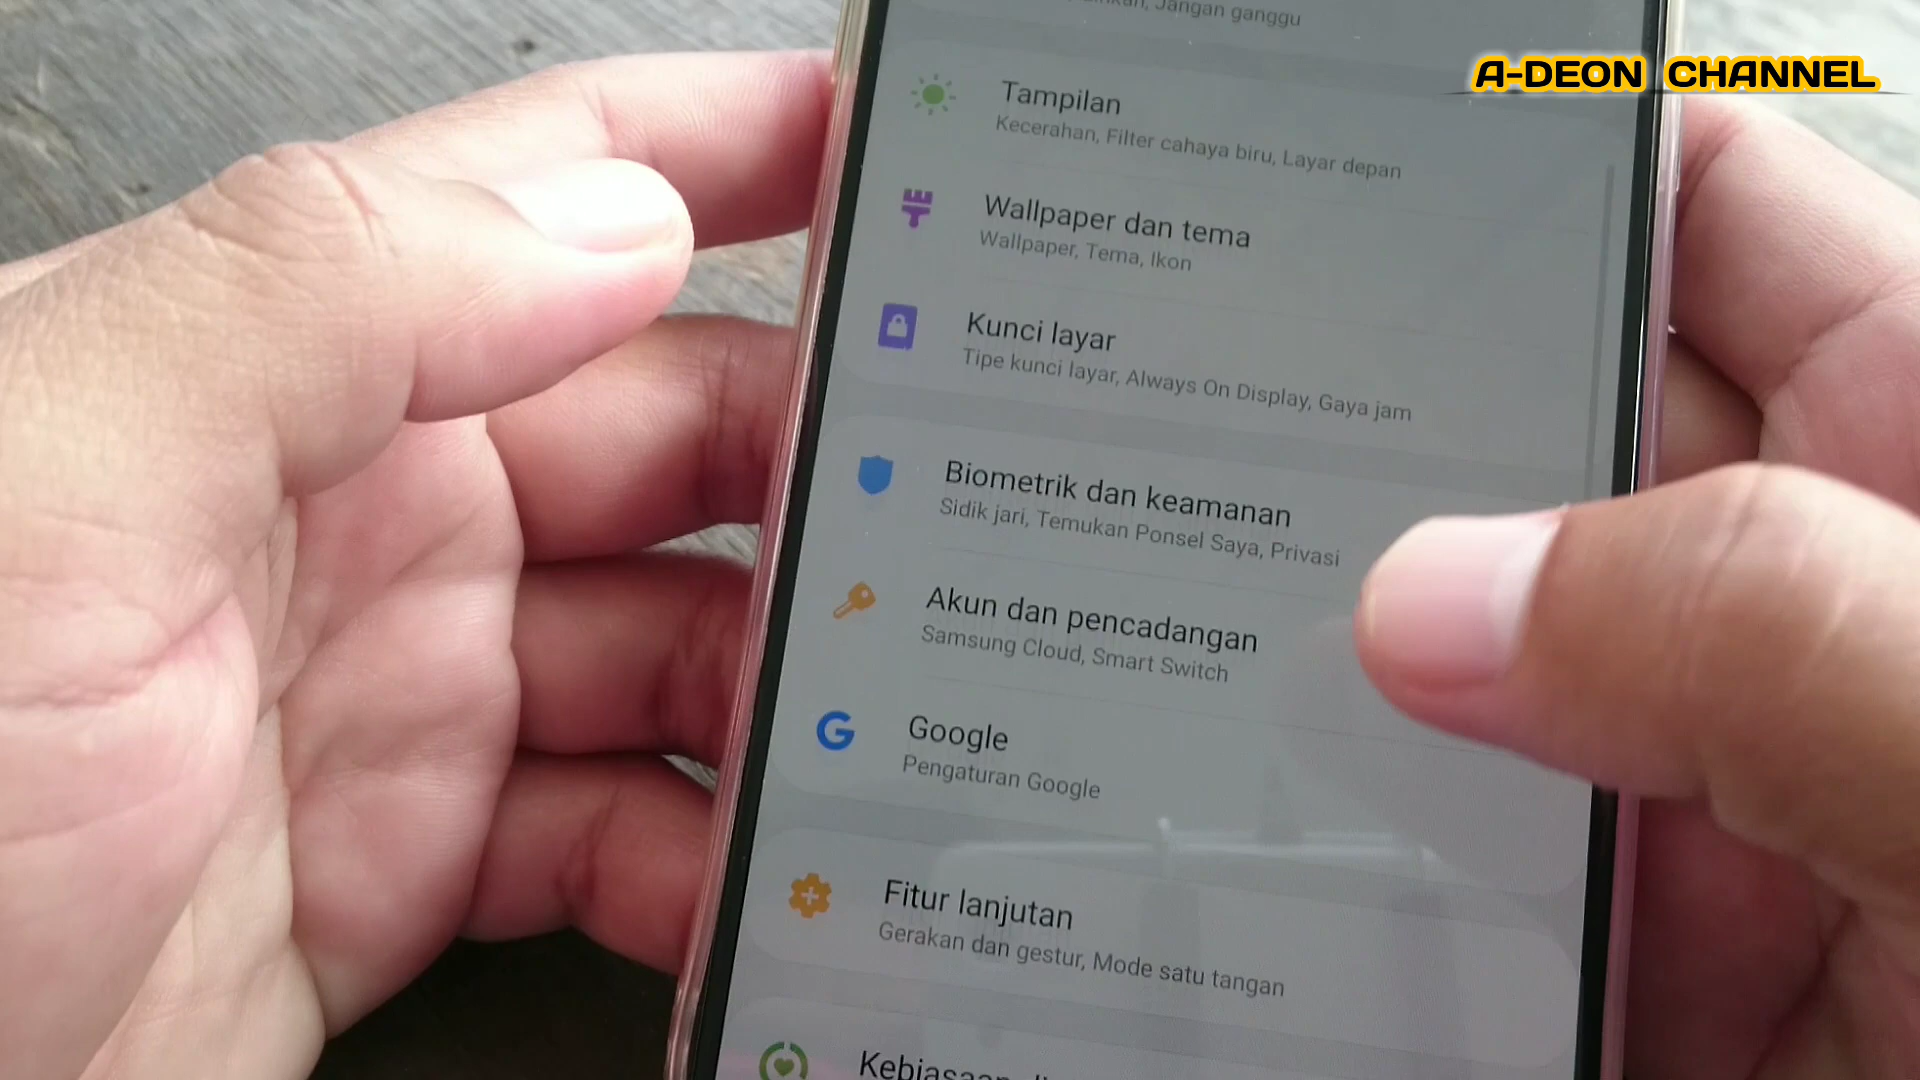 Jangan ganggu
A-DEON CHANNEL
Tampilan
Kecerahan, Filter cahaya biru, Layar depan
Wallpaper dan tema
Wallpaper, Tema, Ikon
Kunci layar
Tipe kunci layar, Always On Display, Gaya jam
Biometrik dan keamanan
Sidik jari, Temukan Ponsel Saya, Privasi
Akun dan pencadangan
Samsung Cloud, Smart Switch
Google
Pengaturan Google
Fitur lanjutan
Gerakan dan gestur, Mode satu tangan